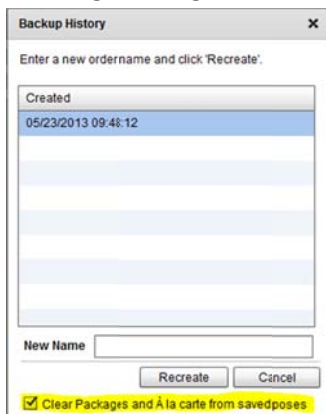 Backup History x
Enter a new ordername and click 'Recreate'.
Created
05/23/2013 09:48:12
New Name
Recreate Cancel
Clear Packages and À la carte from savedposes